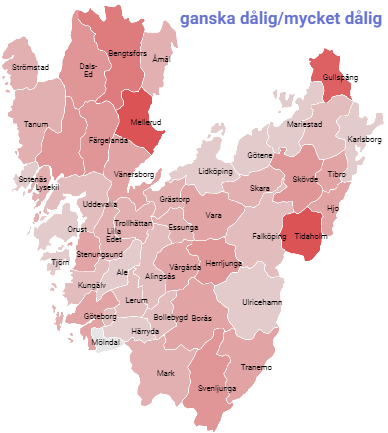 ganska dålig/mycket dålig
Bengtsfors
Åmål
Strömstad
Dals-
Ed
Gullspång
Tanum
Mellerud
Mariestad
Färgelanda
Karlsborg
Götene
Lidköping
Vänersborg
Tibro
Sotenäs
Skövde
Lysekil
Skara
Uddevalla
Grästorp
Hjo
Vara
Trollhättan
Orust
Lilla
Edet
Essunga
Falköping
Tidaholm
Stenungsund
Tjörn
Herrljunga
Vårgårda
Ale
Alingsås
Kungälv
Lerum
Ulricehamn
Göteborg
Bollebygd
Borås
Härryda
Mölndal
Tranemo
Mark
Svenljunga